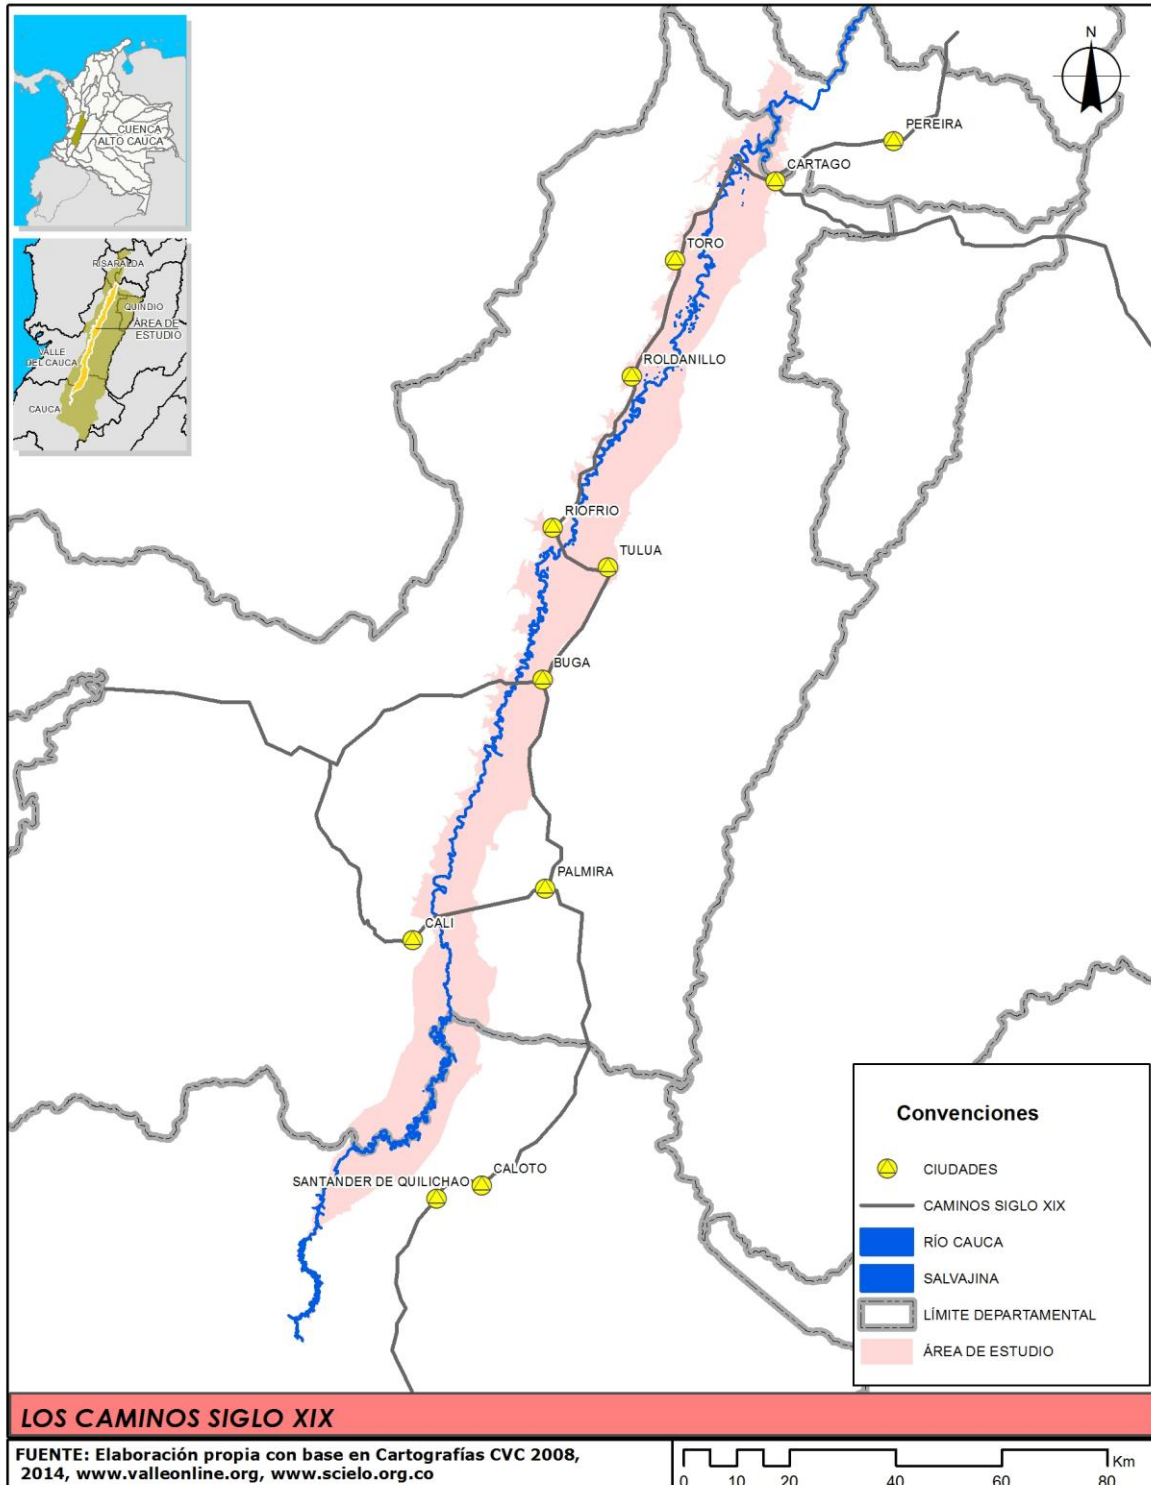 CUENCA
ALTO CAUCA
RISARALDA
QUINDIO
ÁREA DE
ESTUDIO
VALLE
DEL CAUCA
CAUCA
N
PEREIRA
CARTAGO
TORO
ROLDANILLO
RIOFRIO
TULUA
BUGA
PALMIRA
CALI
CALOTO
SANTANDER DE QUILICHAO
Convenciones
CIUDADES
CAMINOS SIGLO XIX
RÍO CAUCA
SALVAJINA
LÍMITE DEPARTAMENTAL
ÁREA DE ESTUDIO
LOS CAMINOS SIGLO XIX
FUENTE: Elaboración propia con base en Cartografías CVC 2008,
2014, www.valleonline.org, www.scielo.org.co
Km
0 10 20 40 60 80